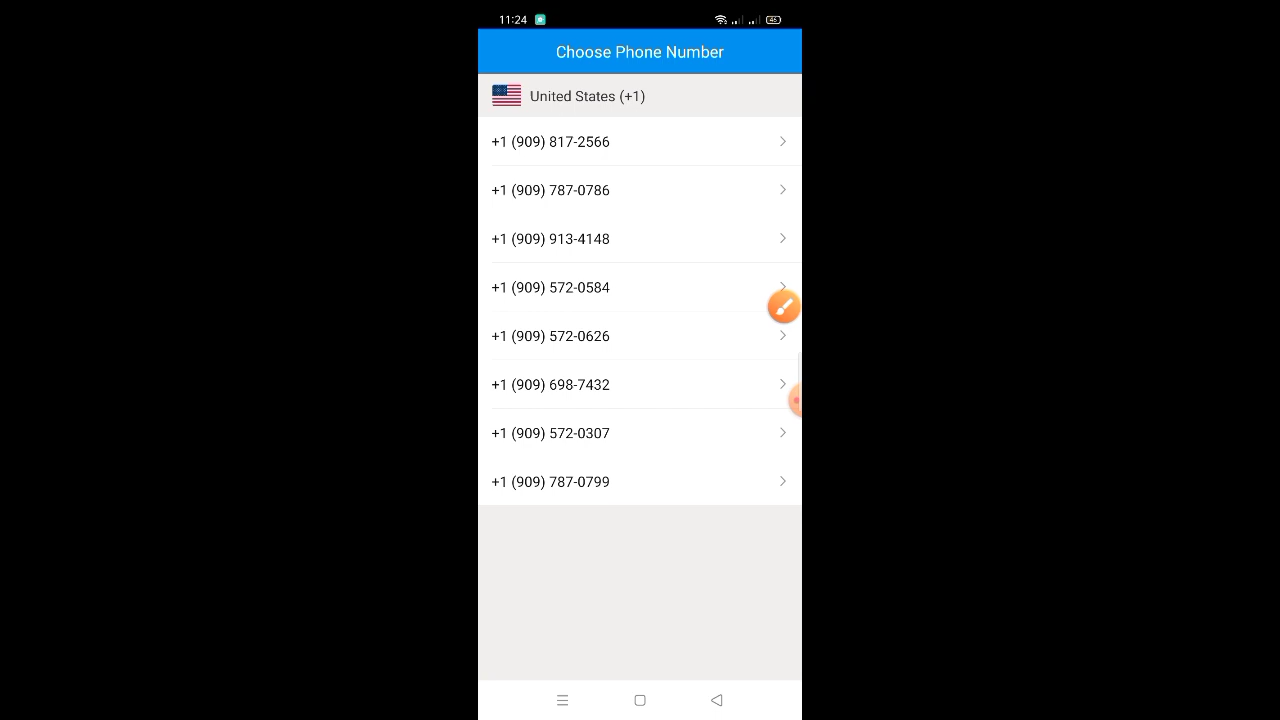 11:24
46
Choose Phone Number
United States (+1)
+1 (909) 817-2566
+1 (909) 787-0786
+1 (909) 913-4148
+1 (909) 572-0584
+1 (909) 572-0626
+1 (909) 698-7432
+1 (909) 572-0307
+1 (909) 787-0799